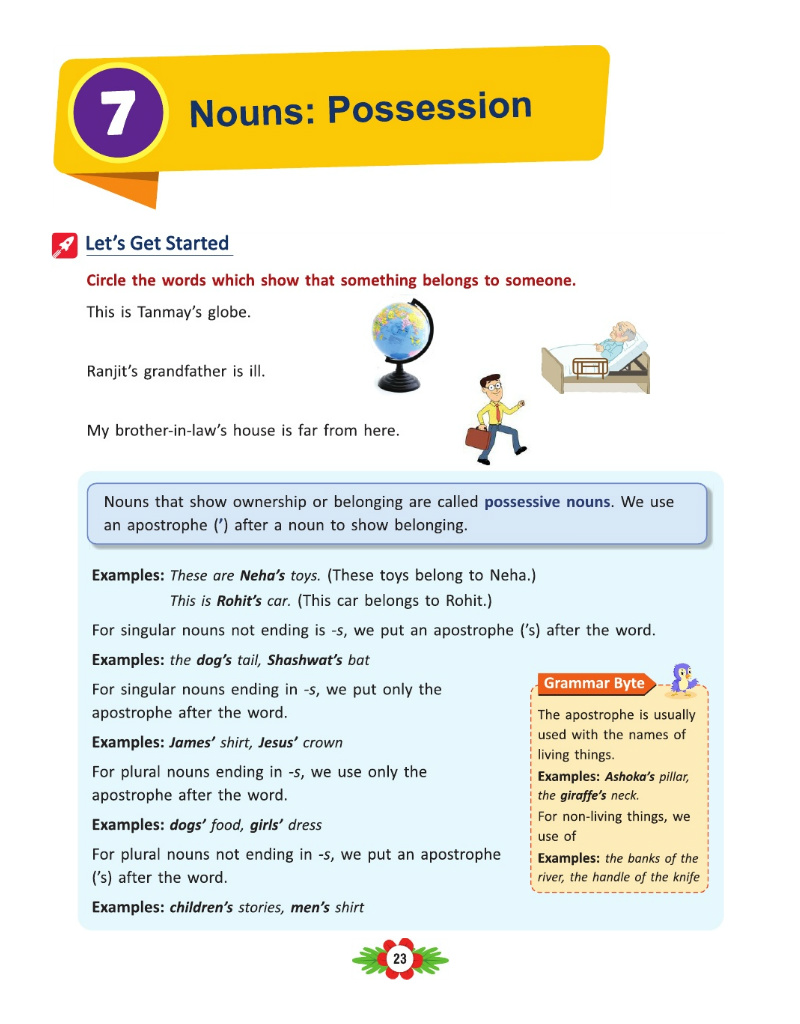 7
Nouns: Possession
Let’s Get Started
Circle the words which show that something belongs to someone.
This is Tanmay’s globe.
Ranjit’s grandfather is ill.
My brother-in-law’s house is far from here.
Nouns that show ownership or belonging are called possessive nouns. We use
an apostrophe (’) after a noun to show belonging.
Examples: These are Neha’s toys. (These toys belong to Neha.)
This is Rohit’s car. (This car belongs to Rohit.)
For singular nouns not ending is -s, we put an apostrophe (’s) after the word.
Examples: the dog’s tail, Shashwat’s bat
For singular nouns ending in -s, we put only the
apostrophe after the word.
Examples: James’ shirt, Jesus’ crown
For plural nouns ending in -s, we use only the
apostrophe after the word.
Examples: dogs’ food, girls’ dress
For plural nouns not ending in -s, we put an apostrophe
(’s) after the word.
Examples: children’s stories, men’s shirt
Grammar Byte
The apostrophe is usually
used with the names of
living things.
Examples: Ashoka’s pillar,
the giraffe’s neck.
For non-living things, we
use of
Examples: the banks of the
river, the handle of the knife
23